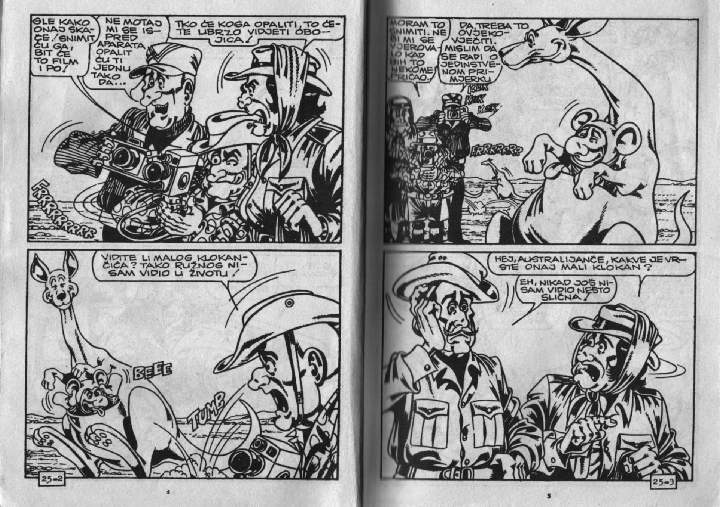 GLE KAKO
ONAJ SKA-
ČE! SNIMIT
ĆU GA,
BIT ĆE
TO FILM
I PO!
NE MOTAJ
MI SE IS-
PRED
APARATA
OPALIT
ĆU TI
JEDNU
TAKO
DA...
TKO ĆE KOGA OPALITI, TO ĆE-
TE UBRZO VIDJETI OBO-
JICA!
VIDITE LI MALOG KLOKAN-
ČIĆA? TAKO RUŽNOG NI-
SAM VIDIO U ŽIVOTU!
BEEE
TUMB
25=2
MORAM TO
SNIMITI. NE
BI MI SE
VJEROVA-
LO KAD
BIH TO
NEKOME
PRIČAO.
DA TREBA TO
OVJEKO-
VJEČITI
MISLIM DA
SE RADI O
JEDINSTVE-
NOM PRI-
MJERKU.
HEJ, AUSTRALIJANČE, KAKVE JE VR-
STE ONAJ MALI KLOKAN?
EH, NIKAD JOŠ NI-
SAM VIDIO NEŠTO
SLIČNA!
25=3